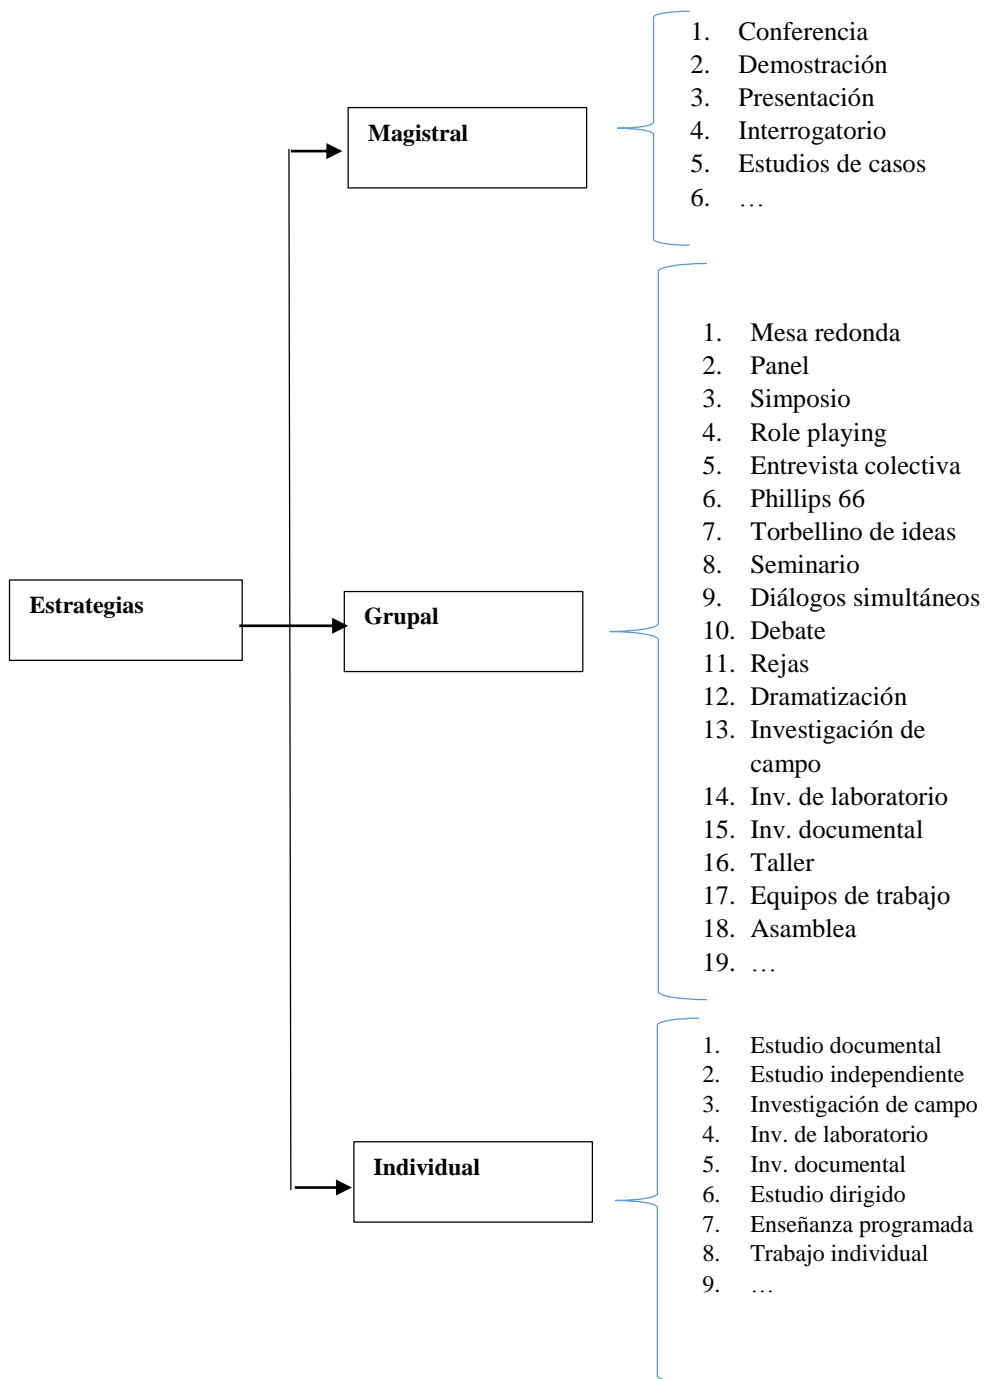 Estrategias
Magistral
1. Conferencia
2. Demostración
3. Presentación
4. Interrogatorio
5. Estudios de casos
6. …
Grupal
1. Mesa redonda
2. Panel
3. Simposio
4. Role playing
5. Entrevista colectiva
6. Phillips 66
7. Torbellino de ideas
8. Seminario
9. Diálogos simultáneos
10. Debate
11. Rejas
12. Dramatización
13. Investigación de
campo
14. Inv. de laboratorio
15. Inv. documental
16. Taller
17. Equipos de trabajo
18. Asamblea
19. …
Individual
1. Estudio documental
2. Estudio independiente
3. Investigación de campo
4. Inv. de laboratorio
5. Inv. documental
6. Estudio dirigido
7. Enseñanza programada
8. Trabajo individual
9. …